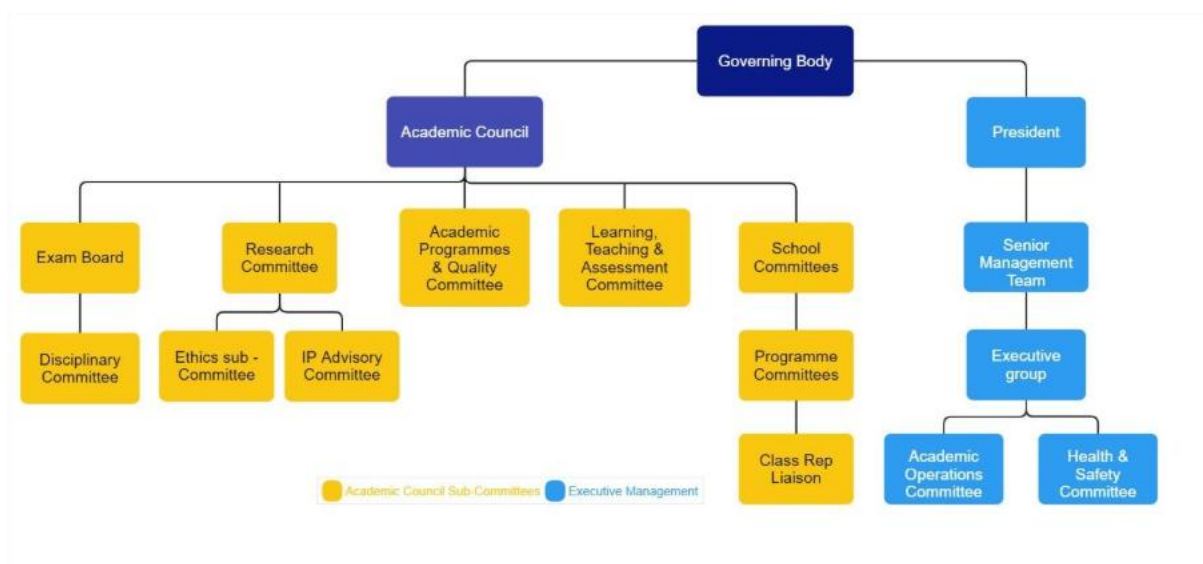 Governing Body
Academic Council
President
Exam Board
Research
Committee
Academic
Programmes
& Quality
Committee
Learning,
Teaching &
Assessment
Committee
School
Committees
Senior
Management
Team
Disciplinary
Committee
Ethics sub -
Committee
IP Advisory
Committee
Programme
Committees
Executive
group
Class Rep
Liaison
Academic
Operations
Committee
Health &
Safety
Committee
Academic Council Sub-Committees
Executive Management